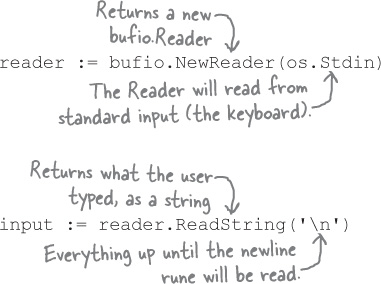 Returns a new
bufio.Reader
reader := bufio.NewReader(os.Stdin)
The Reader will read from
standard input (the keyboard).
Returns what the user
typed, as a string
input := reader.ReadString('\n')
Everything up until the newline
rune will be read.